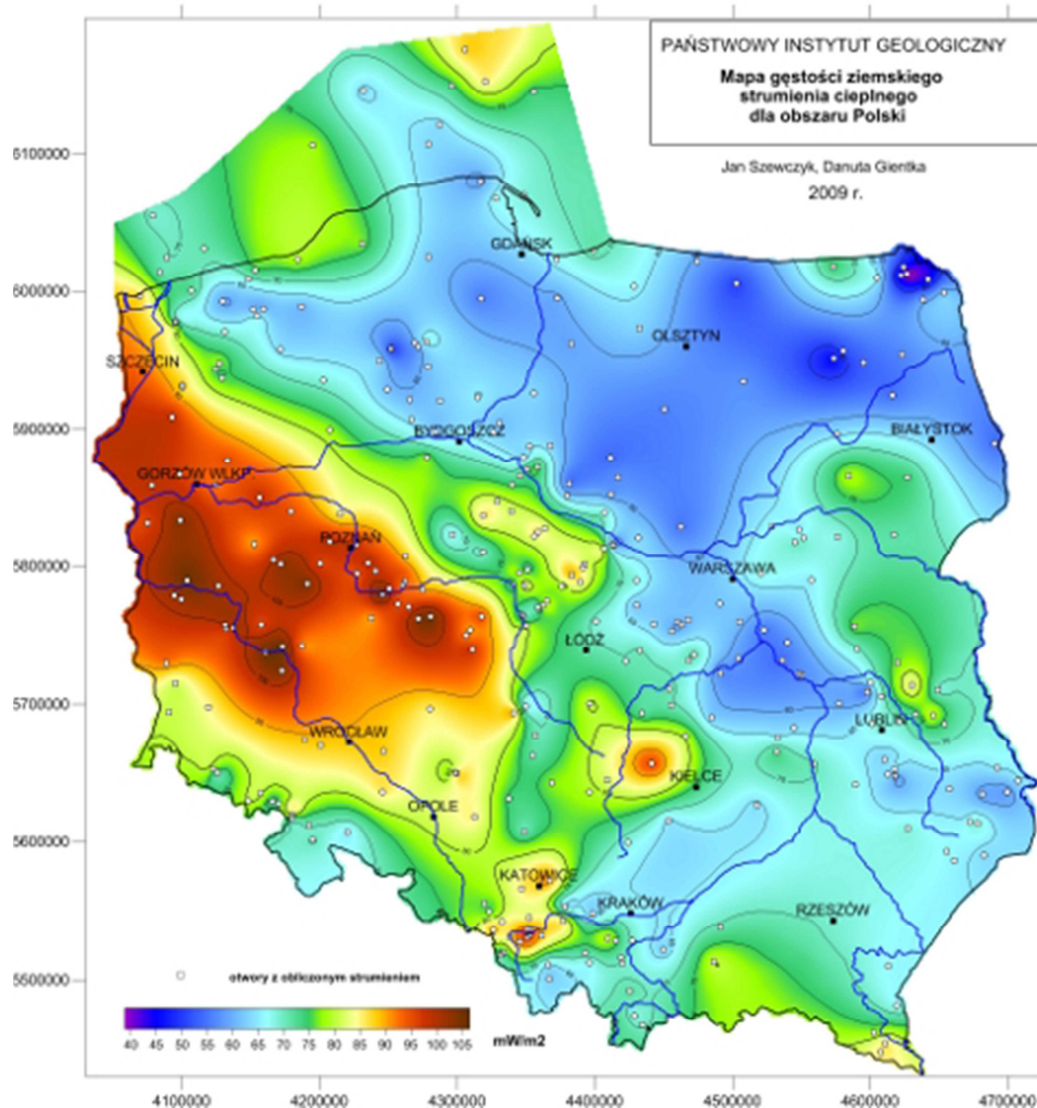 PAŃSTWOWY INSTYTUT GEOLOGICZNY
Mapa gęstości ziemskiego
strumienia cieplnego
dla obszaru Polski
Jan Szewczyk, Danuta Gientka
2009 r.
6100000
6000000
5900000
5800000
5700000
5600000
5500000
GDAŃSK
OLSZTYN
SZCZECIN
BYDGOSZCZ
BIAŁYSTOK
GORZÓW WLKP.
POZNAŃ
WARSZAWA
ŁÓDŹ
LUBLIN
WROCŁAW
KIELCE
OPOLE
KATOWICE
KRAKÓW
RZESZÓW
otwory z obliczonym strumieniem
40 45 50 55 60 65 70 75 80 85 90 95 100 105
mW/m2
4100000 4200000 4300000 4400000 4500000 4600000 4700000